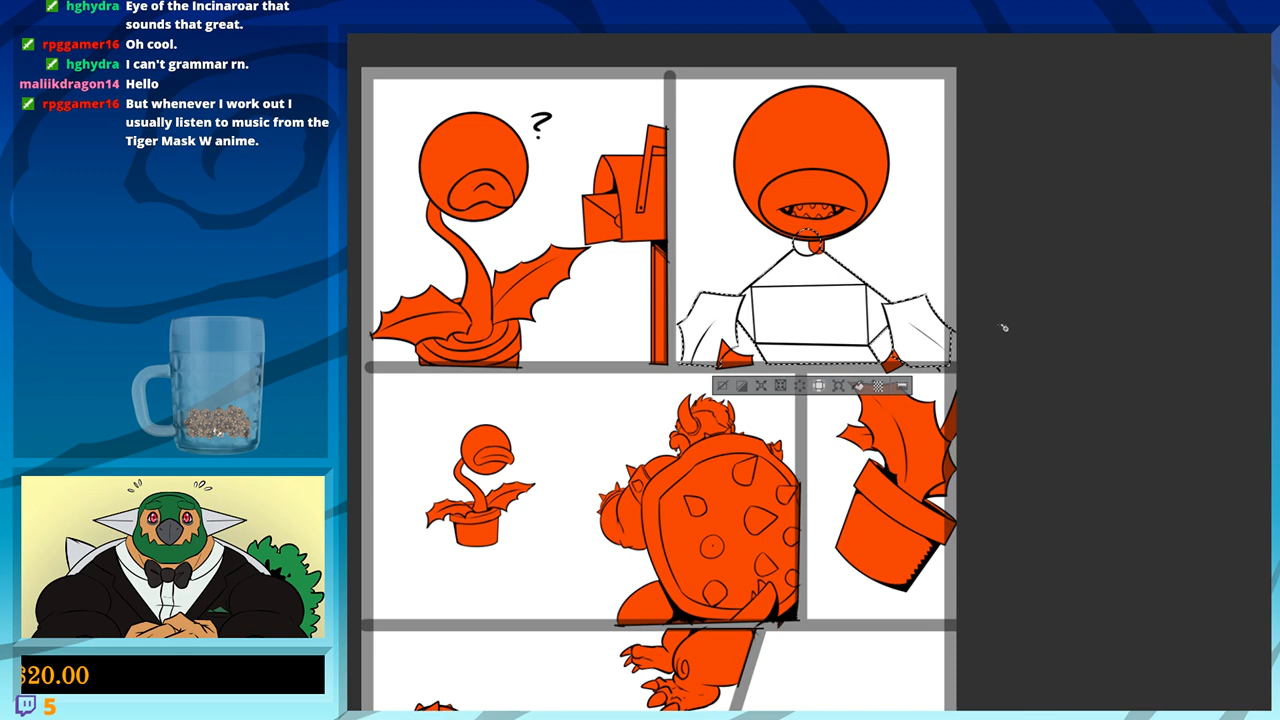 hghydra Eye of the Incinaroar that
sounds that great.
rpggamer16 Oh cool.
hghydra I can't grammar rn.
maliikdragon14 Hello
rpggamer16 But whenever I work out I
usually listen to music from the
Tiger Mask W anime.
?
$20.00
5